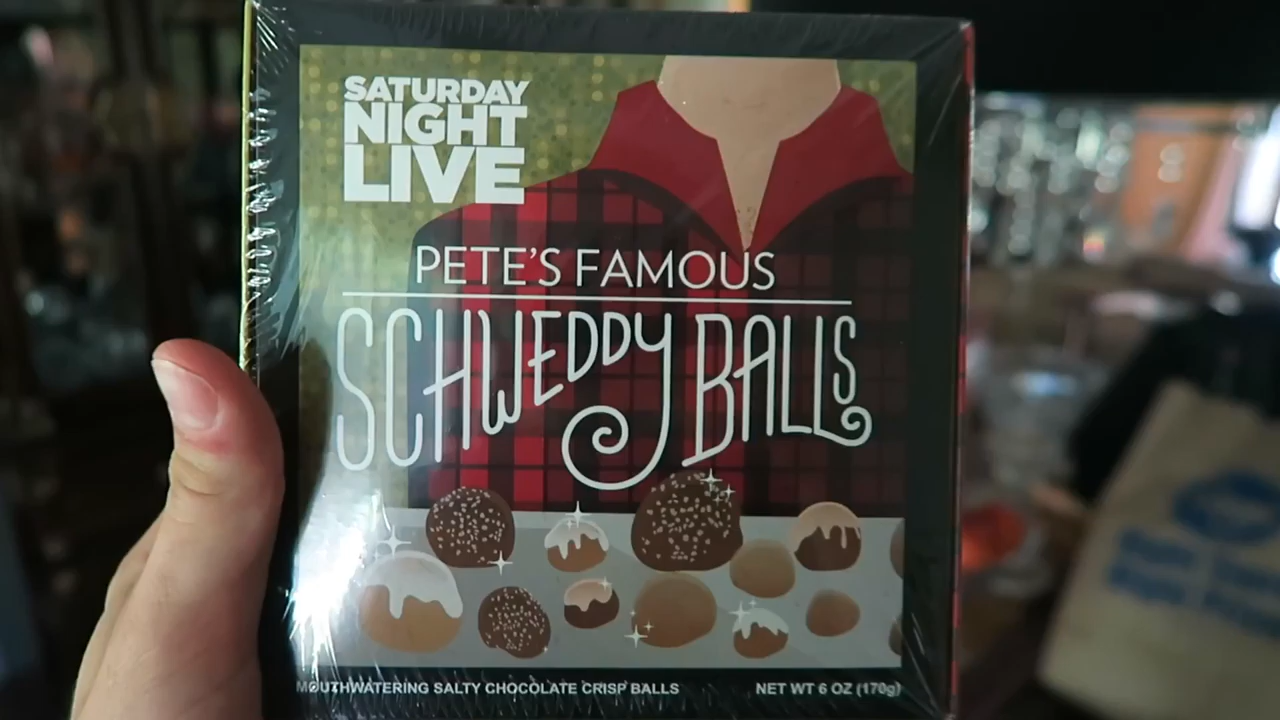 SATURDAY
NIGHT
LIVE
PETE'S FAMOUS
SCHWEDDY BALLS
MOUTHWATERING SALTY CHOCOLATE CRISP BALLS
NET WT 6 OZ (170g)